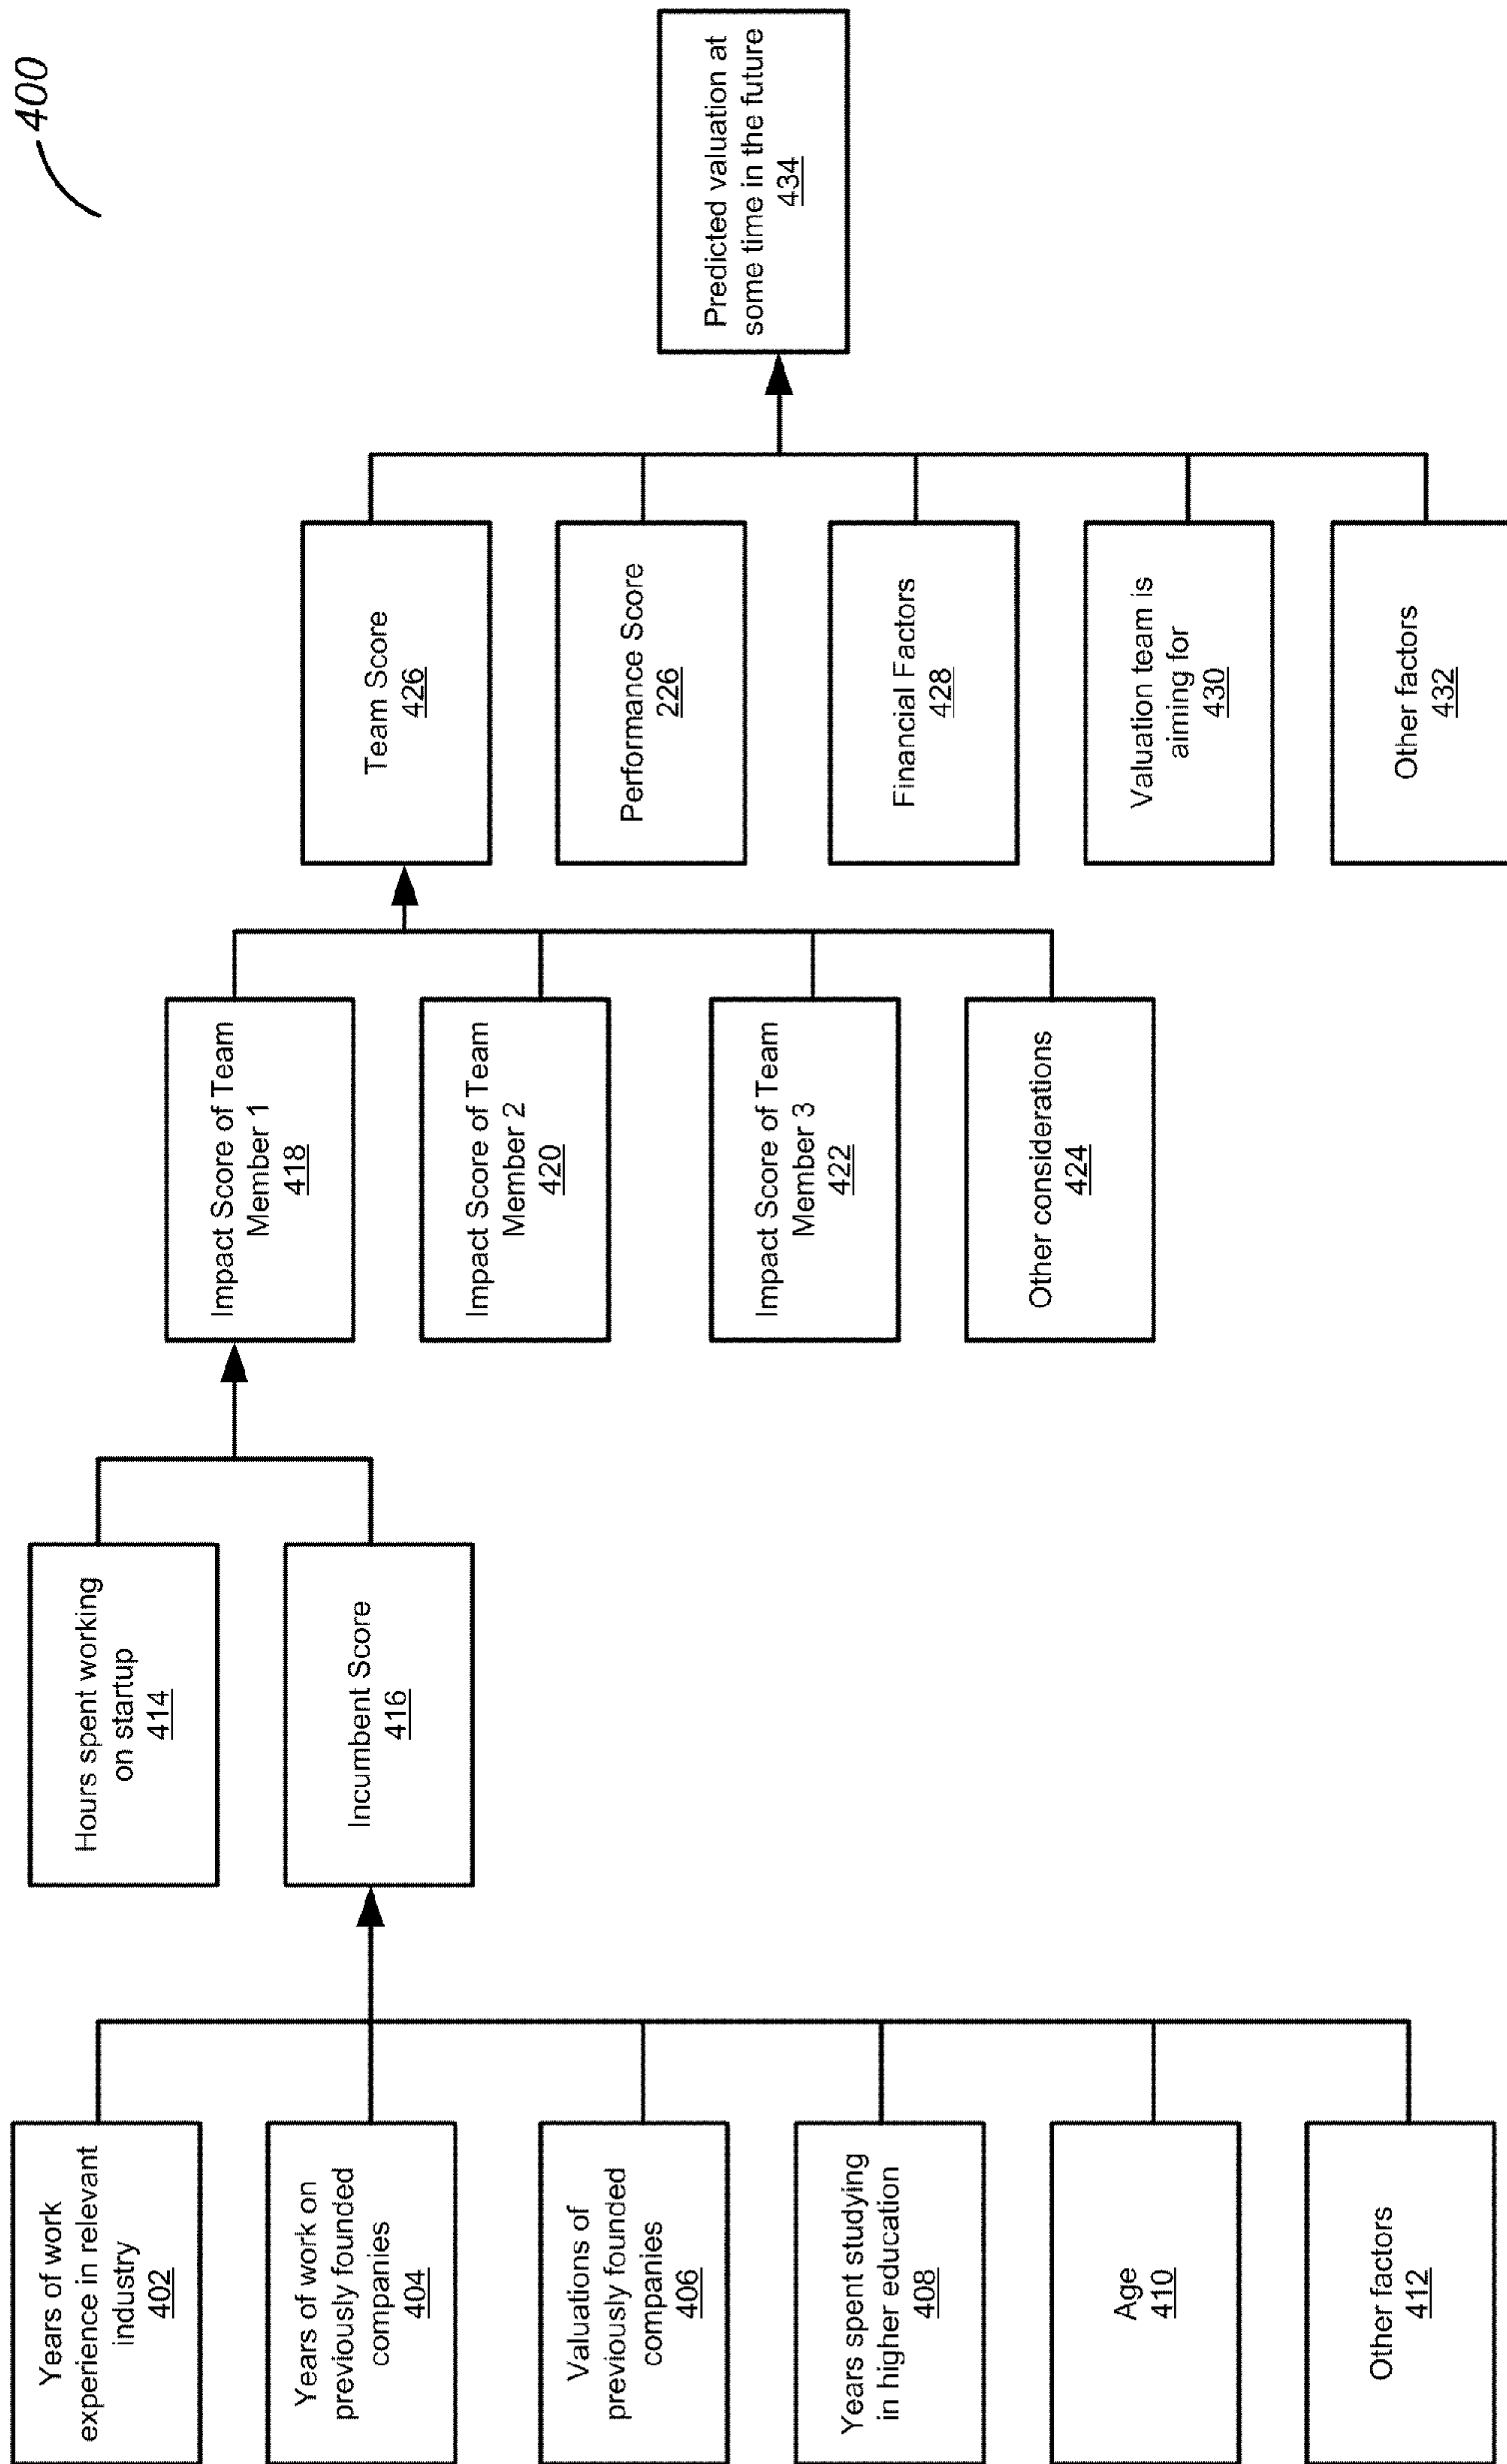 400
Years of work
experience in relevant
industry
402
Years of work on
previously founded
companies
404
Valuations of
previously founded
companies
406
Years spent studying
in higher education
408
Age
410
Other factors
412
Hours spent working
on startup
414
Incumbent Score
416
Impact Score of Team
Member 1
418
Impact Score of Team
Member 2
420
Impact Score of Team
Member 3
422
Other considerations
424
Team Score
426
Performance Score
226
Financial Factors
428
Valuation team is
aiming for
430
Other factors
432
Predicted valuation at
some time in the future
434